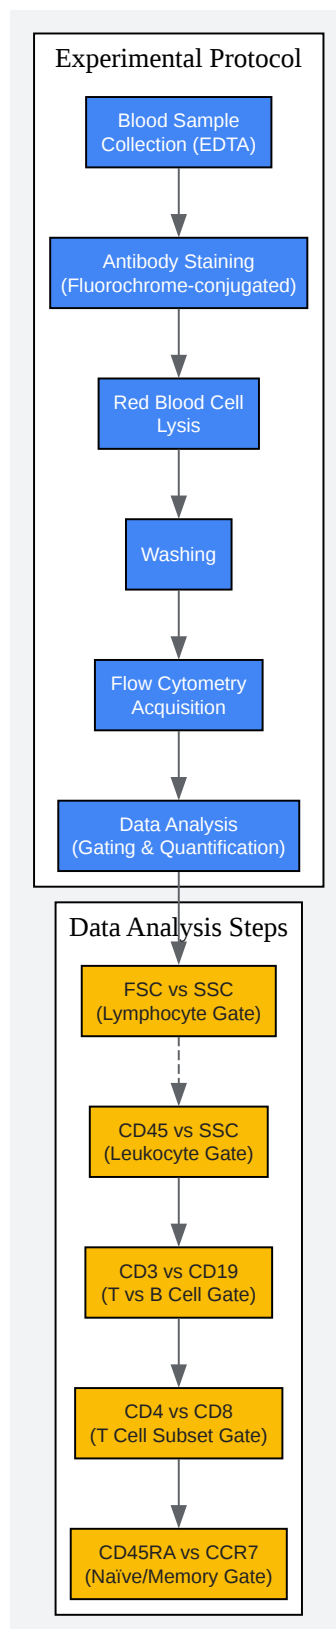 Experimental Protocol
Blood Sample
Collection (EDTA)
Antibody Staining
(Fluorochrome-conjugated)
Red Blood Cell
Lysis
Washing
Flow Cytometry
Acquisition
Data Analysis
(Gating & Quantification)
Data Analysis Steps
FSC vs SSC
(Lymphocyte Gate)
CD45 vs SSC
(Leukocyte Gate)
CD3 vs CD19
(T vs B Cell Gate)
CD4 vs CD8
(T Cell Subset Gate)
CD45RA vs CCR7
(Naïve/Memory Gate)